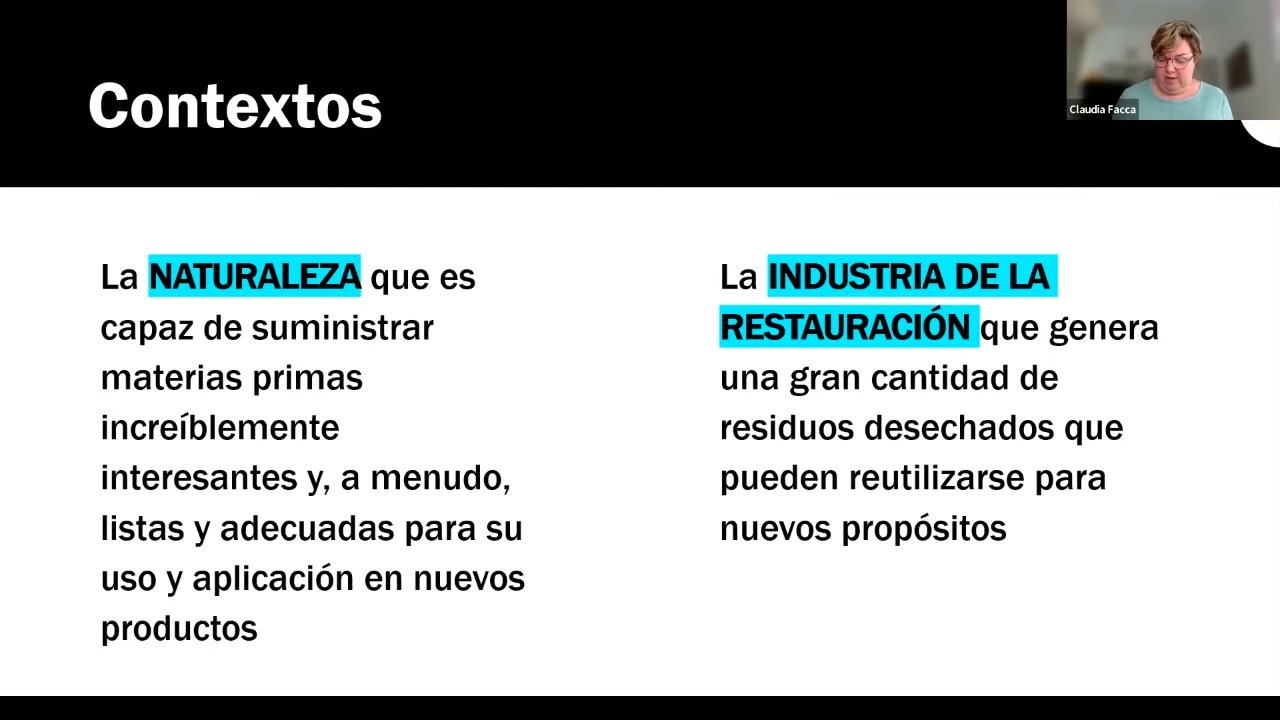 Contextos
Claudia Facca
La NATURALEZA que es
capaz de suministrar
materias primas
increíblemente
interesantes y, a menudo,
listas y adecuadas para su
uso y aplicación en nuevos
productos
La INDUSTRIA DE LA
RESTAURACIÓN que genera
una gran cantidad de
residuos desechados que
pueden reutilizarse para
nuevos propósitos